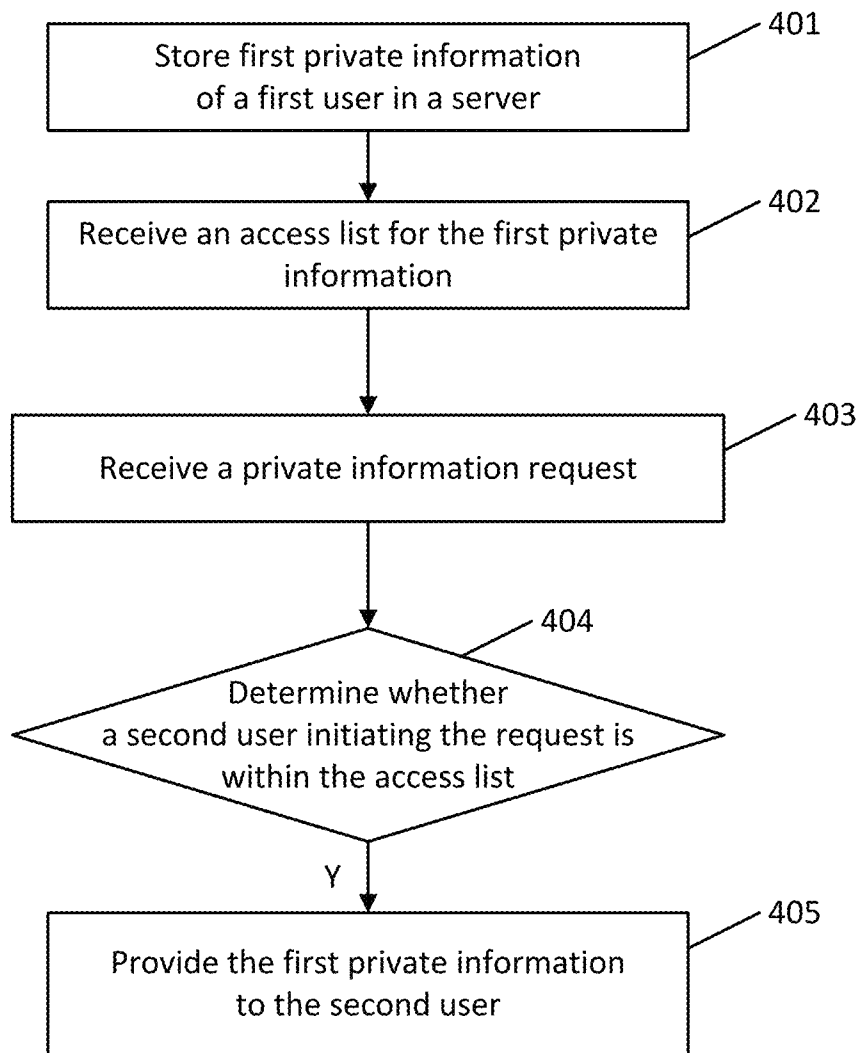 401
Store first private information
of a first user in a server
402
Receive an access list for the first private
information
403
Receive a private information request
404
Determine whether
a second user initiating the request is
within the access list
Y
405
Provide the first private information
to the second user